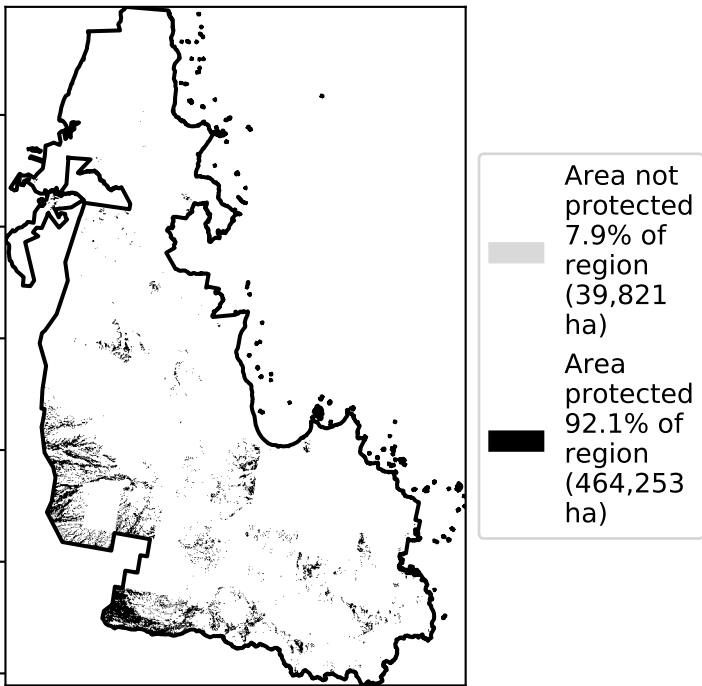 Area not
protected
7.9% of
region
(39,821
ha)
Area
protected
92.1% of
region
(464,253
ha)